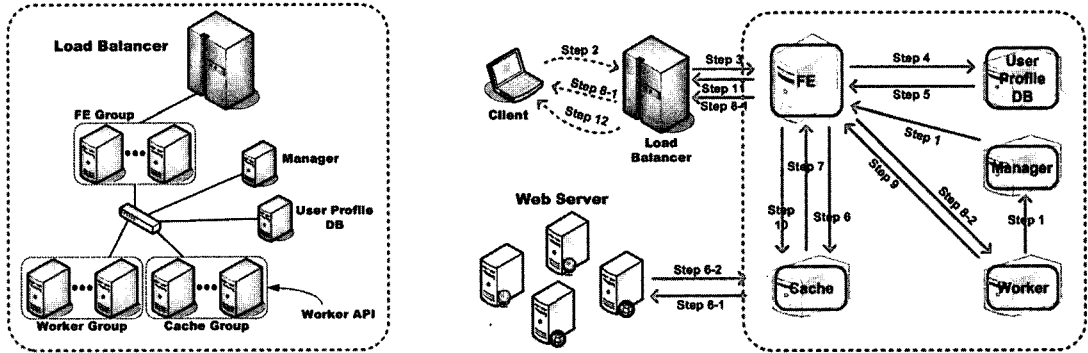 Load Balancer
FE Group
Manager
User Profile
DB
Worker Group
Cache Group
Worker API
Step 2
Step 8-1
Step 12
Client
Load
Balancer
Step 3
Step 11
Step 8-1
FE
Step 4
Step 5
User
Profile
DB
Step 1
Manager
Step 7
Step 9
Step 8-2
Step
10
Step 6
Step 1
Web Server
Step 6-2
Step 6-1
Cache
Worker